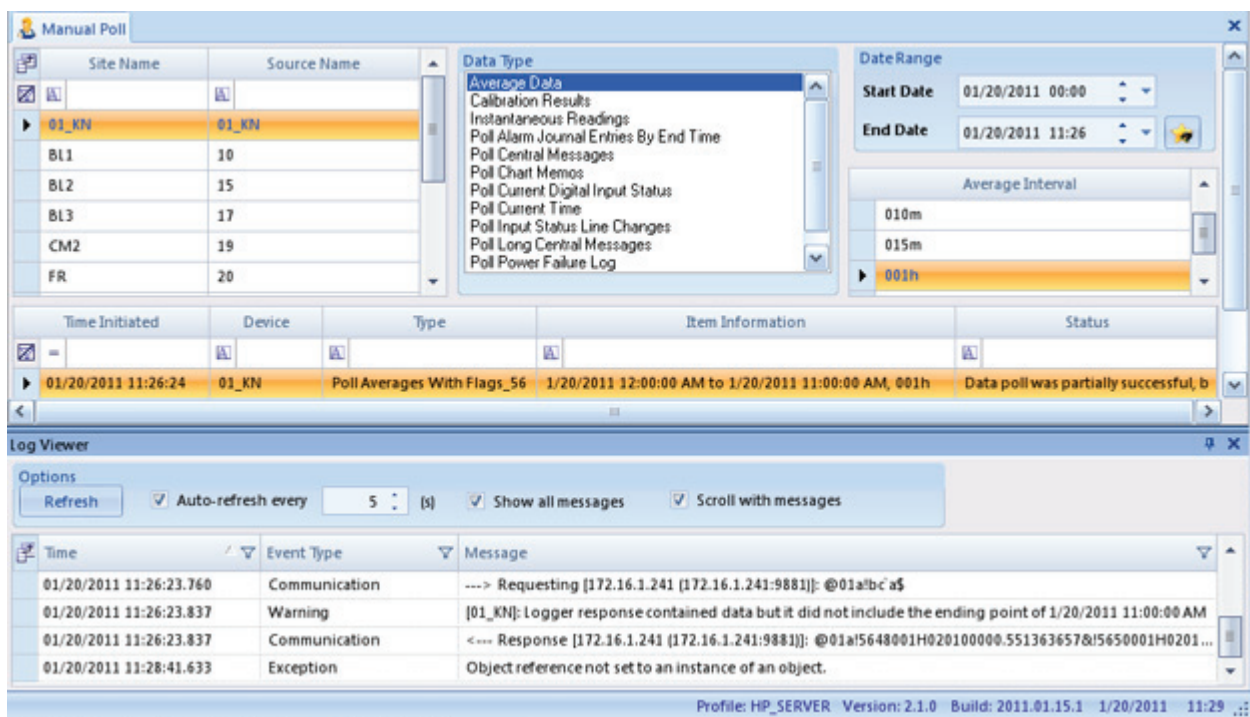 Manual Poll
Site Name Source Name
01_KN 01_KN
BL1 10
BL2 15
BL3 17
CM2 19
FR 20
Data Type
Average Data
Calibration Results
Instantaneous Readings
Poll Alarm Journal Entries By End Time
Poll Central Messages
Poll Chart Memos
Poll Current Digital Input Status
Poll Current Time
Poll Input Status Line Changes
Poll Long Central Messages
Poll Power Failure Log
Date Range
Start Date 01/20/2011 00:00
End Date 01/20/2011 11:26
Average Interval
010m
015m
001h
Time Initiated Device Type Item Information Status
=
01/20/2011 11:26:24 01_KN Poll Averages With Flags_56 1/20/2011 12:00:00 AM to 1/20/2011 11:00:00 AM, 001h Data poll was partially successful, b
Log Viewer
Options
Refresh Auto-refresh every 5 (s) Show all messages Scroll with messages
Time Event Type Message
01/20/2011 11:26:23.760 Communication ---> Requesting [172.16.1.241 (172.16.1.241:9881)]: @01a!bc`a$
01/20/2011 11:26:23.837 Warning [01_KN]: Logger response contained data but it did not include the ending point of 1/20/2011 11:00:00 AM
01/20/2011 11:26:23.837 Communication <--- Response [172.16.1.241 (172.16.1.241:9881)]: @01a!5648001H020100000.551363657&!5650001H0201...
01/20/2011 11:28:41.633 Exception Object reference not set to an instance of an object.
Profile: HP_SERVER Version: 2.1.0 Build: 2011.01.15.1 1/20/2011 11:29